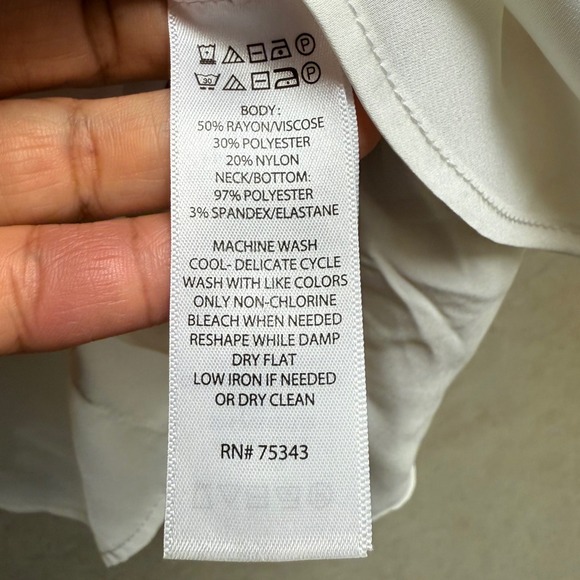 P
30 P
BODY:
50% RAYON/VISCOSE
30% POLYESTER
20% NYLON
NECK/BOTTOM:
97% POLYESTER
3% SPANDEX/ELASTANE
MACHINE WASH
COOL- DELICATE CYCLE
WASH WITH LIKE COLORS
ONLY NON-CHLORINE
BLEACH WHEN NEEDED
RESHAPE WHILE DAMP
DRY FLAT
LOW IRON IF NEEDED
OR DRY CLEAN
RN# 75343